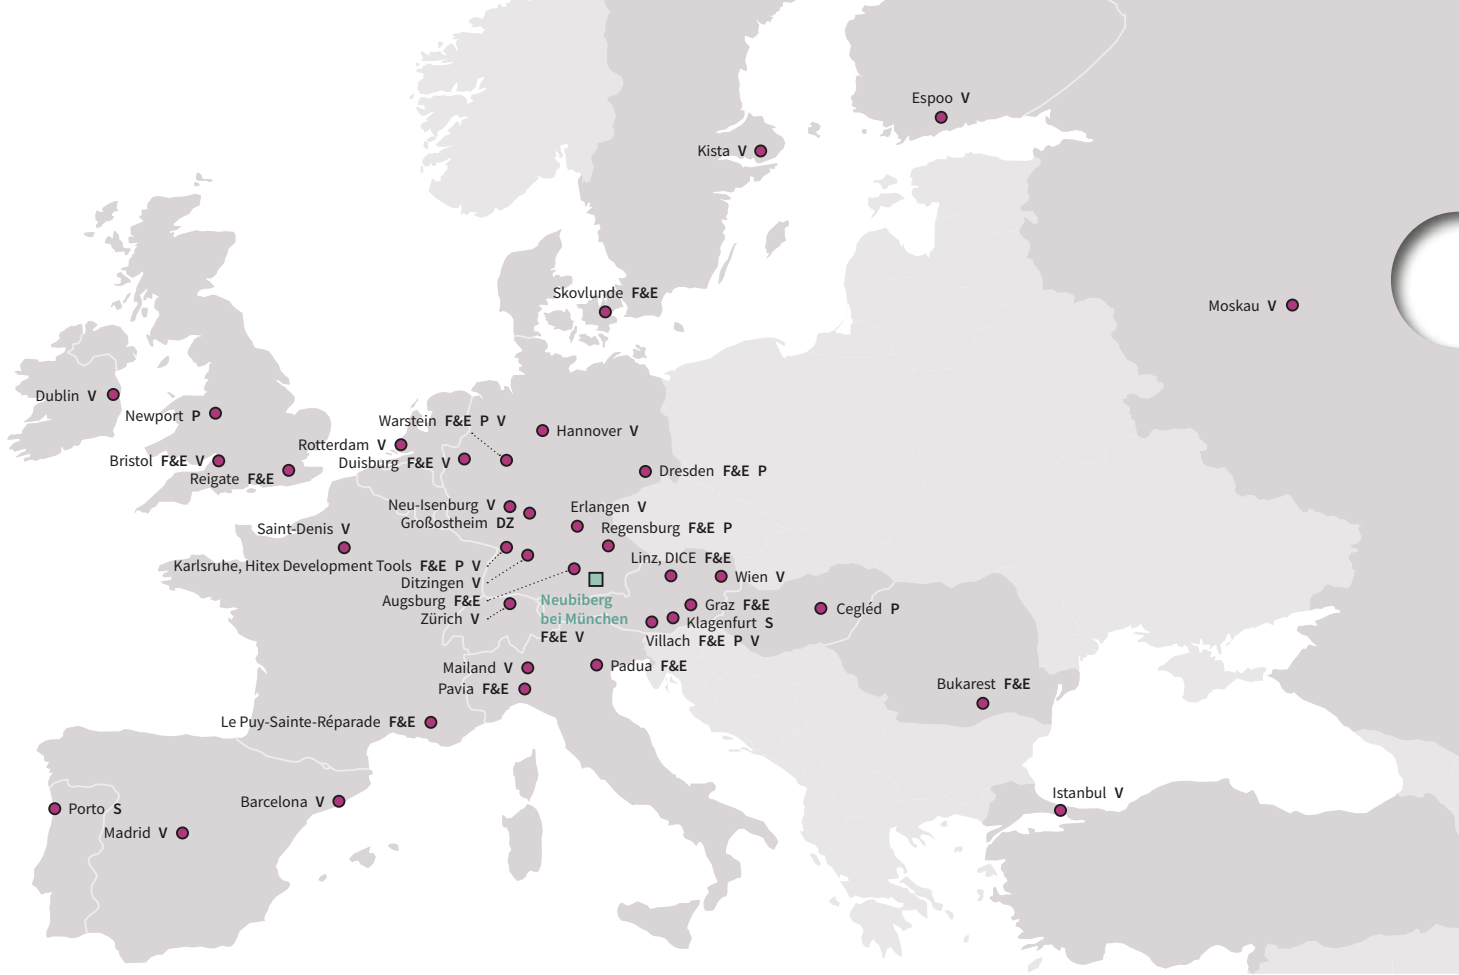 Espoo V
Kista V
Skovlunde F&E
Moskau V
Dublin V
Newport P
Warstein F&E P V
Hannover V
Rotterdam V
Bristol F&E V
Duisburg F&E V
Reigate F&E
Dresden F&E P
Neu-Isenburg V
Erlangen V
Großostheim DZ
Saint-Denis V
Regensburg F&E P
Karlsruhe, Hitex Development Tools F&E P V
Linz, DICE F&E
Ditzingen V
Wien V
Augsburg F&E
Neubiberg
bei München
F&E V
Zürich V
Graz F&E
Cegléd P
Klagenfurt S
Villach F&E P V
Mailand V
Padua F&E
Pavia F&E
Bukarest F&E
Le Puy-Sainte-Réparade F&E
Istanbul V
Barcelona V
Porto S
Madrid V